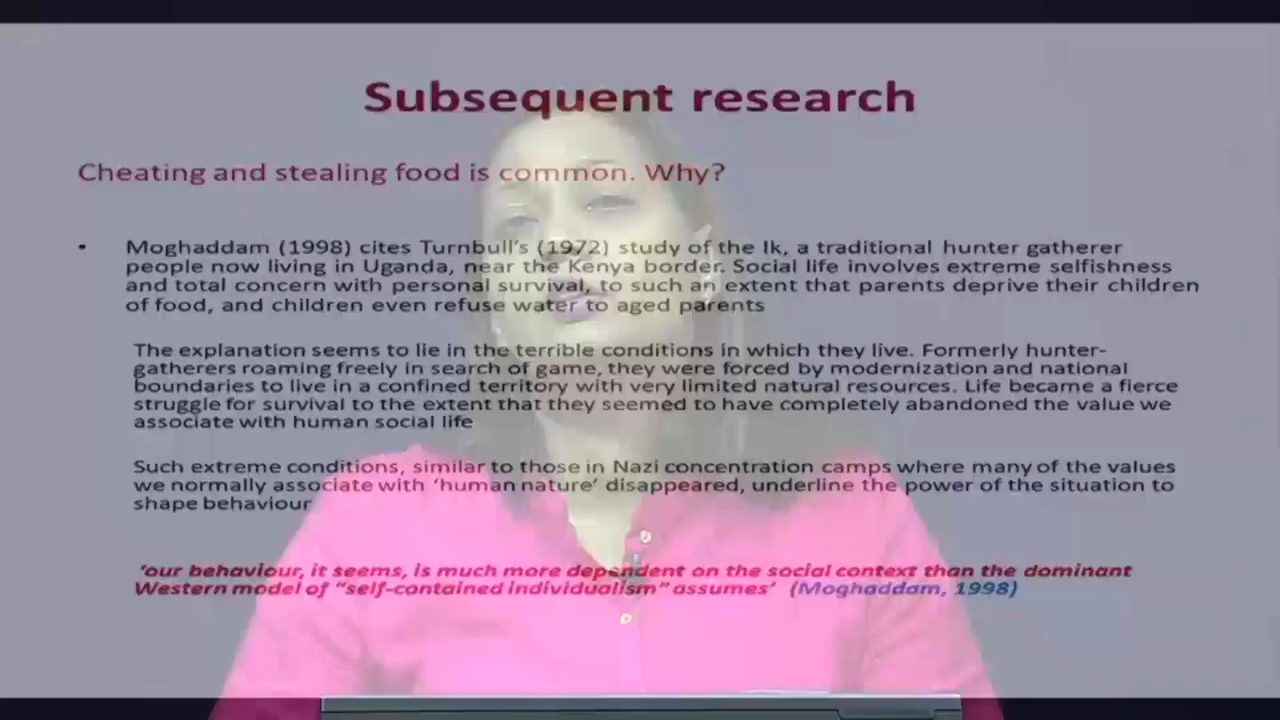 Subsequent research
Cheating and stealing food is common. Why?
• Moghaddam (1998) cites Turnbull's (1972) study of the Ik, a traditional hunter gatherer
people now living in Uganda, near the Kenya border. Social life involves extreme selfishness
and total concern with personal survival, to such an extent that parents deprive their children
of food, and children even refuse water to aged parents
The explanation seems to lie in the terrible conditions in which they live. Formerly hunter-
gatherers roaming freely in search of game, they were forced by modernization and national
boundaries to live in a confined territory with very limited natural resources. Life became a fierce
struggle for survival to the extent that they seemed to have completely abandoned the value we
associate with human social life
Such extreme conditions, similar to those in Nazi concentration camps where many of the values
we normally associate with 'human nature' disappeared, underline the power of the situation to
shape behaviour
'our behaviour, it seems, is much more dependent on the social context than the dominant
Western model of "self-contained individualism" assumes' (Moghaddam, 1998)